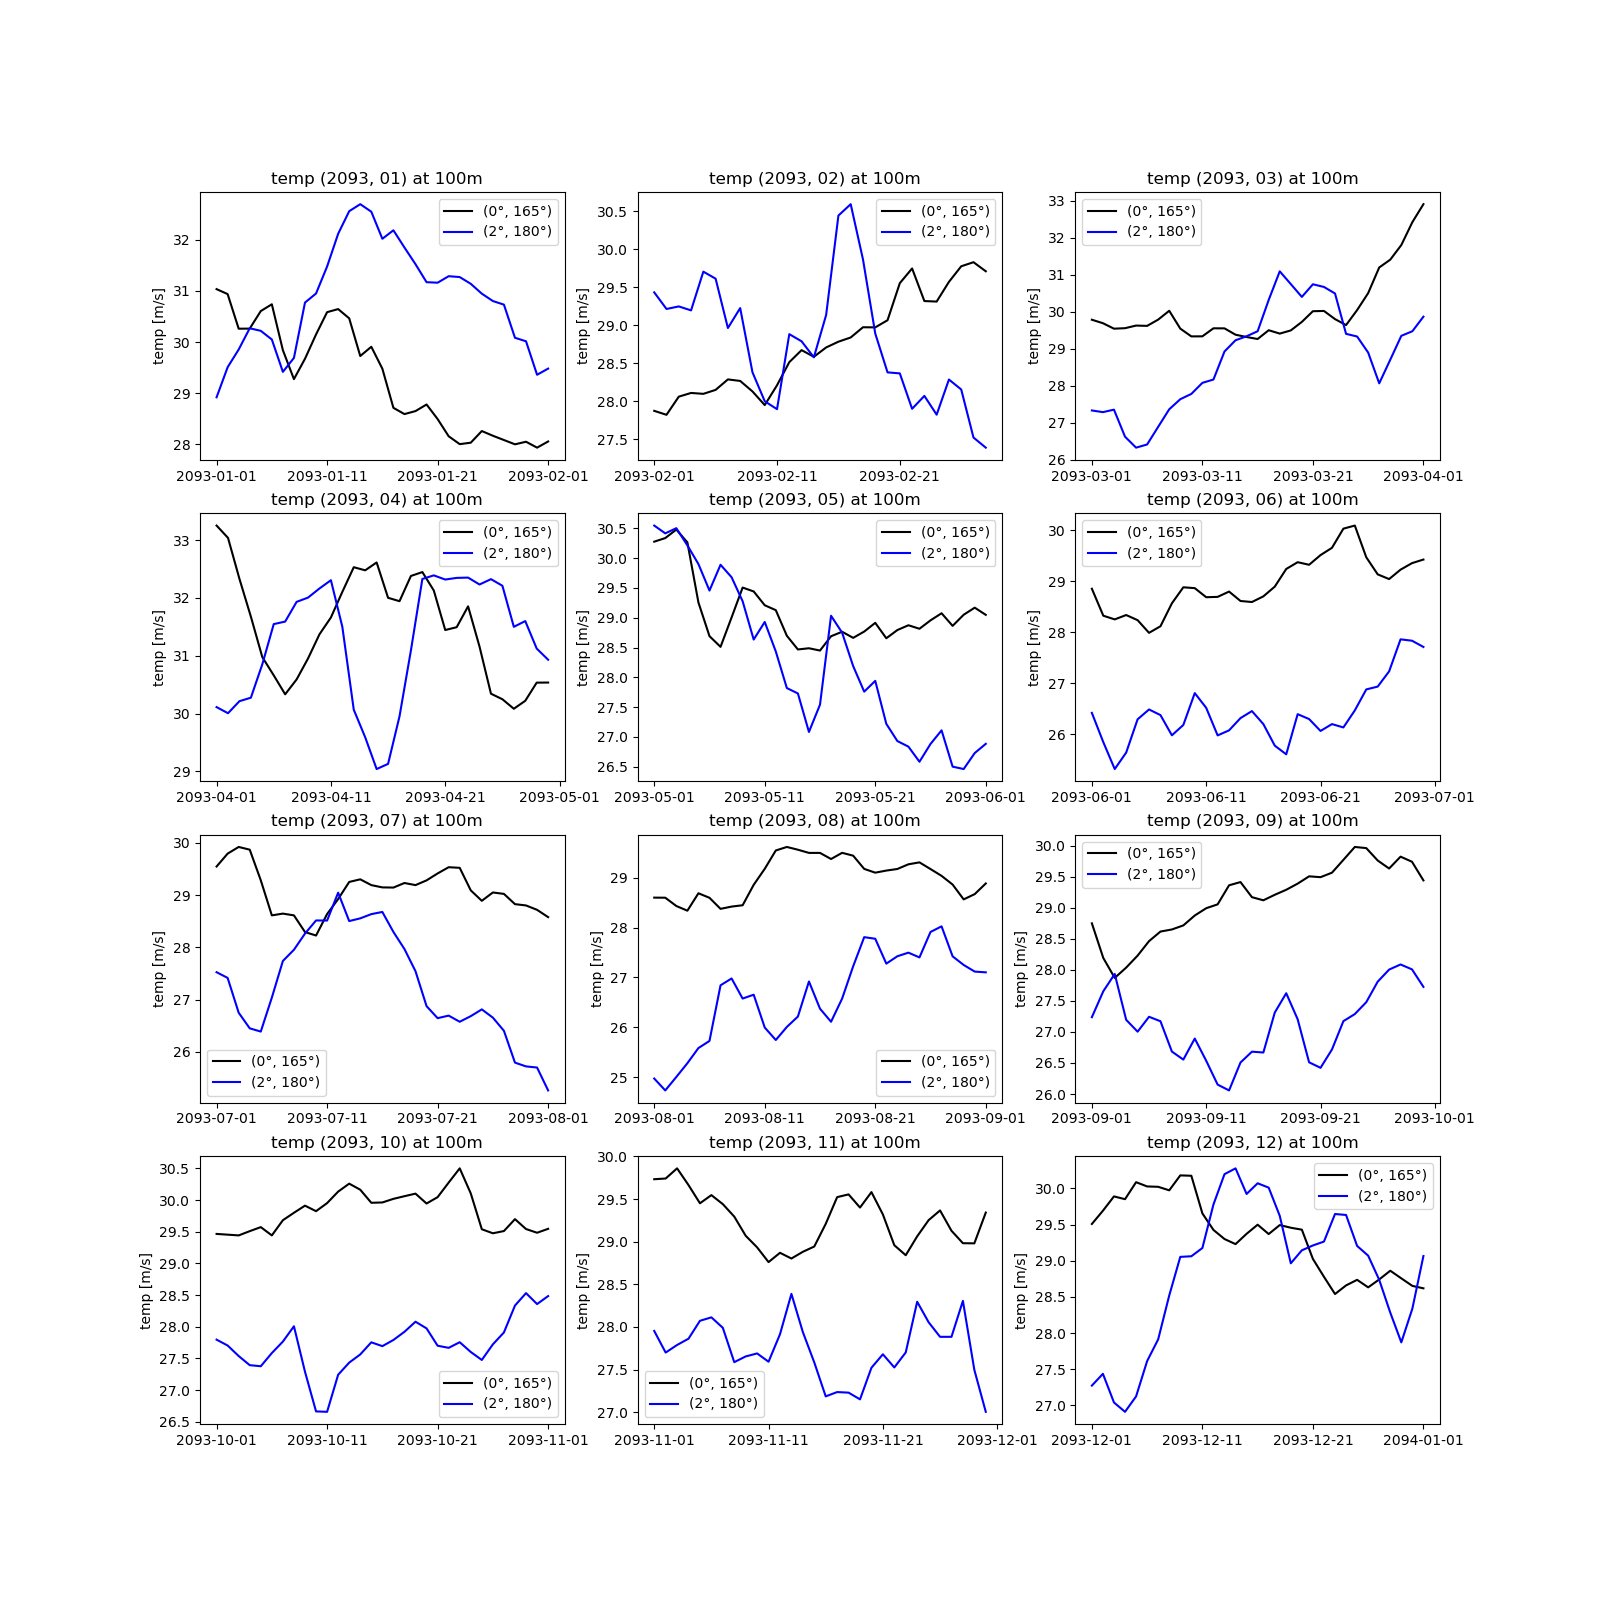 temp (2093, 01) at 100m
temp [m/s]
32
31
30
29
28
(0°, 165°)
(2°, 180°)
2093-01-01 2093-01-11 2093-01-21 2093-02-01
temp (2093, 02) at 100m
temp [m/s]
30.5
30.0
29.5
29.0
28.5
28.0
27.5
(0°, 165°)
(2°, 180°)
2093-02-01 2093-02-11 2093-02-21
temp (2093, 03) at 100m
temp [m/s]
33
32
31
30
29
28
27
26
(0°, 165°)
(2°, 180°)
2093-03-01 2093-03-11 2093-03-21 2093-04-01
temp (2093, 04) at 100m
temp [m/s]
33
32
31
30
29
(0°, 165°)
(2°, 180°)
2093-04-01 2093-04-11 2093-04-21 2093-05-01
temp (2093, 05) at 100m
temp [m/s]
30.5
30.0
29.5
29.0
28.5
28.0
27.5
27.0
26.5
(0°, 165°)
(2°, 180°)
2093-05-01 2093-05-11 2093-05-21 2093-06-01
temp (2093, 06) at 100m
temp [m/s]
30
29
28
27
26
(0°, 165°)
(2°, 180°)
2093-06-01 2093-06-11 2093-06-21 2093-07-01
temp (2093, 07) at 100m
temp [m/s]
30
29
28
27
26
(0°, 165°)
(2°, 180°)
2093-07-01 2093-07-11 2093-07-21 2093-08-01
temp (2093, 08) at 100m
temp [m/s]
29
28
27
26
25
(0°, 165°)
(2°, 180°)
2093-08-01 2093-08-11 2093-08-21 2093-09-01
temp (2093, 09) at 100m
temp [m/s]
30.0
29.5
29.0
28.5
28.0
27.5
27.0
26.5
26.0
(0°, 165°)
(2°, 180°)
2093-09-01 2093-09-11 2093-09-21 2093-10-01
temp (2093, 10) at 100m
temp [m/s]
30.5
30.0
29.5
29.0
28.5
28.0
27.5
27.0
26.5
(0°, 165°)
(2°, 180°)
2093-10-01 2093-10-11 2093-10-21 2093-11-01
temp (2093, 11) at 100m
temp [m/s]
30.0
29.5
29.0
28.5
28.0
27.5
27.0
(0°, 165°)
(2°, 180°)
2093-11-01 2093-11-11 2093-11-21 2093-12-01
temp (2093, 12) at 100m
temp [m/s]
30.0
29.5
29.0
28.5
28.0
27.5
27.0
(0°, 165°)
(2°, 180°)
2093-12-01 2093-12-11 2093-12-21 2094-01-01